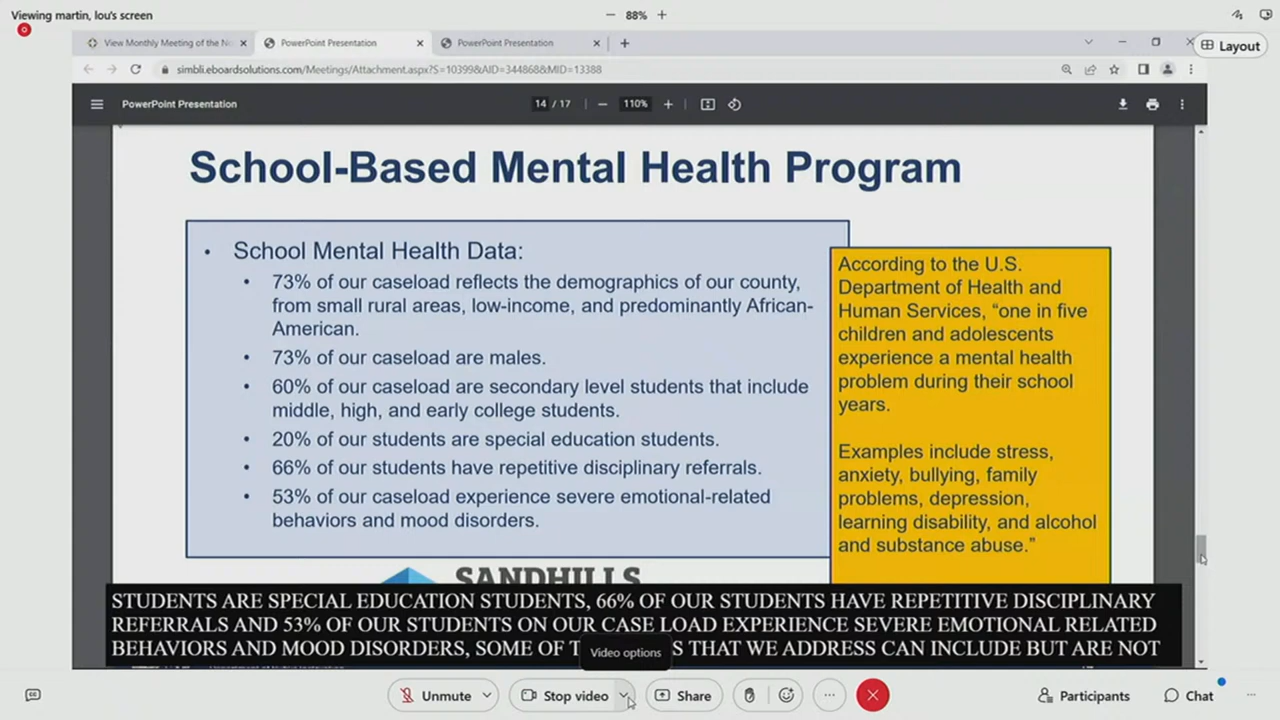 Viewing martin, lou's screen
88%
Layout
View Monthly Meeting of the No
PowerPoint Presentation
PowerPoint Presentation
simbli.eboardsolutions.com/Meetings/Attachment.aspx?S=10399&AID=344868&MID=13388
PowerPoint Presentation
14 / 17
110%
School-Based Mental Health Program
• School Mental Health Data:
• 73% of our caseload reflects the demographics of our county,
from small rural areas, low-income, and predominantly African-
American.
• 73% of our caseload are males.
• 60% of our caseload are secondary level students that include
middle, high, and early college students.
• 20% of our students are special education students.
• 66% of our students have repetitive disciplinary referrals.
• 53% of our caseload experience severe emotional-related
behaviors and mood disorders.
According to the U.S.
Department of Health and
Human Services, “one in five
children and adolescents
experience a mental health
problem during their school
years.
Examples include stress,
anxiety, bullying, family
problems, depression,
learning disability, and alcohol
and substance abuse.”
SANDHILLS
STUDENTS ARE SPECIAL EDUCATION STUDENTS, 66% OF OUR STUDENTS HAVE REPETITIVE DISCIPLINARY
REFERRALS AND 53% OF OUR STUDENTS ON OUR CASE LOAD EXPERIENCE SEVERE EMOTIONAL RELATED
BEHAVIORS AND MOOD DISORDERS, SOME OF T S THAT WE ADDRESS CAN INCLUDE BUT ARE NOT
Video options
Unmute
Stop video
Share
Participants
Chat